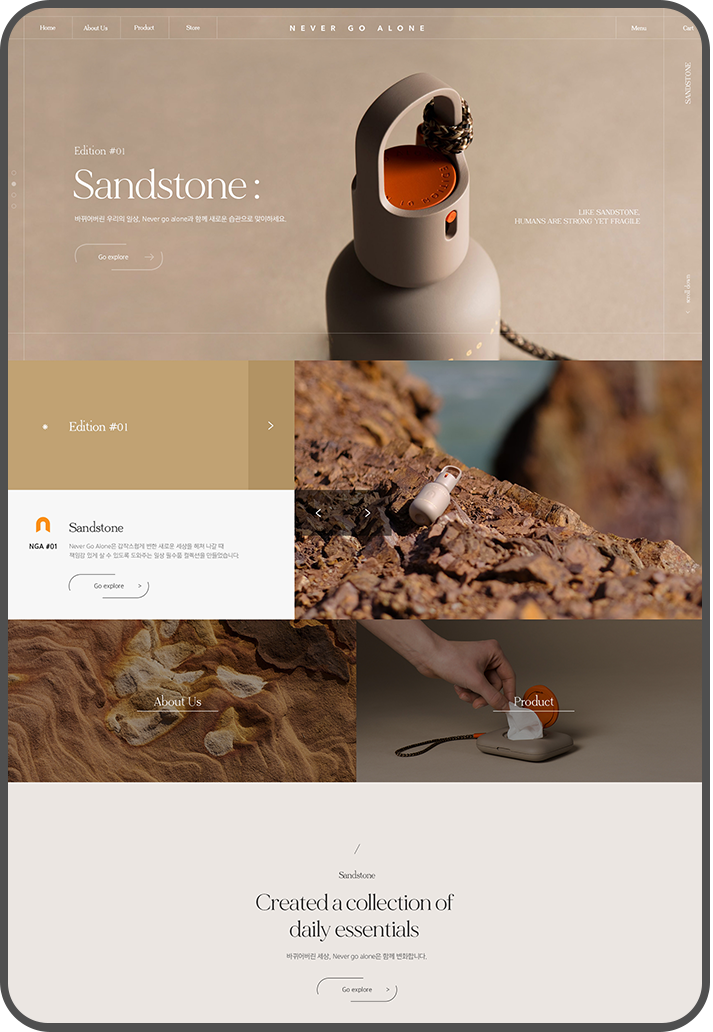 Home About Us Product Store NEVER GO ALONE Menu Cart
SANDSTONE
Edition #01
Sandstone :
바뀌어버린 우리의 일상, Never go alone과 함께 새로운 습관으로 맞이하세요.
Go explore
LIKE SANDSTONE,
HUMANS ARE STRONG YET FRAGILE
scroll down
Edition #01
Sandstone
NGA #01
Never Go Alone은 갑작스럽게 변한 새로운 세상을 헤쳐 나갈 때
책임감 있게 살 수 있도록 도와주는 일상 필수품 컬렉션을 만들었습니다.
Go explore >
About Us
Product
/
Sandstone
Created a collection of
daily essentials
바뀌어버린 세상, Never go alone은 함께 변화합니다.
Go explore >